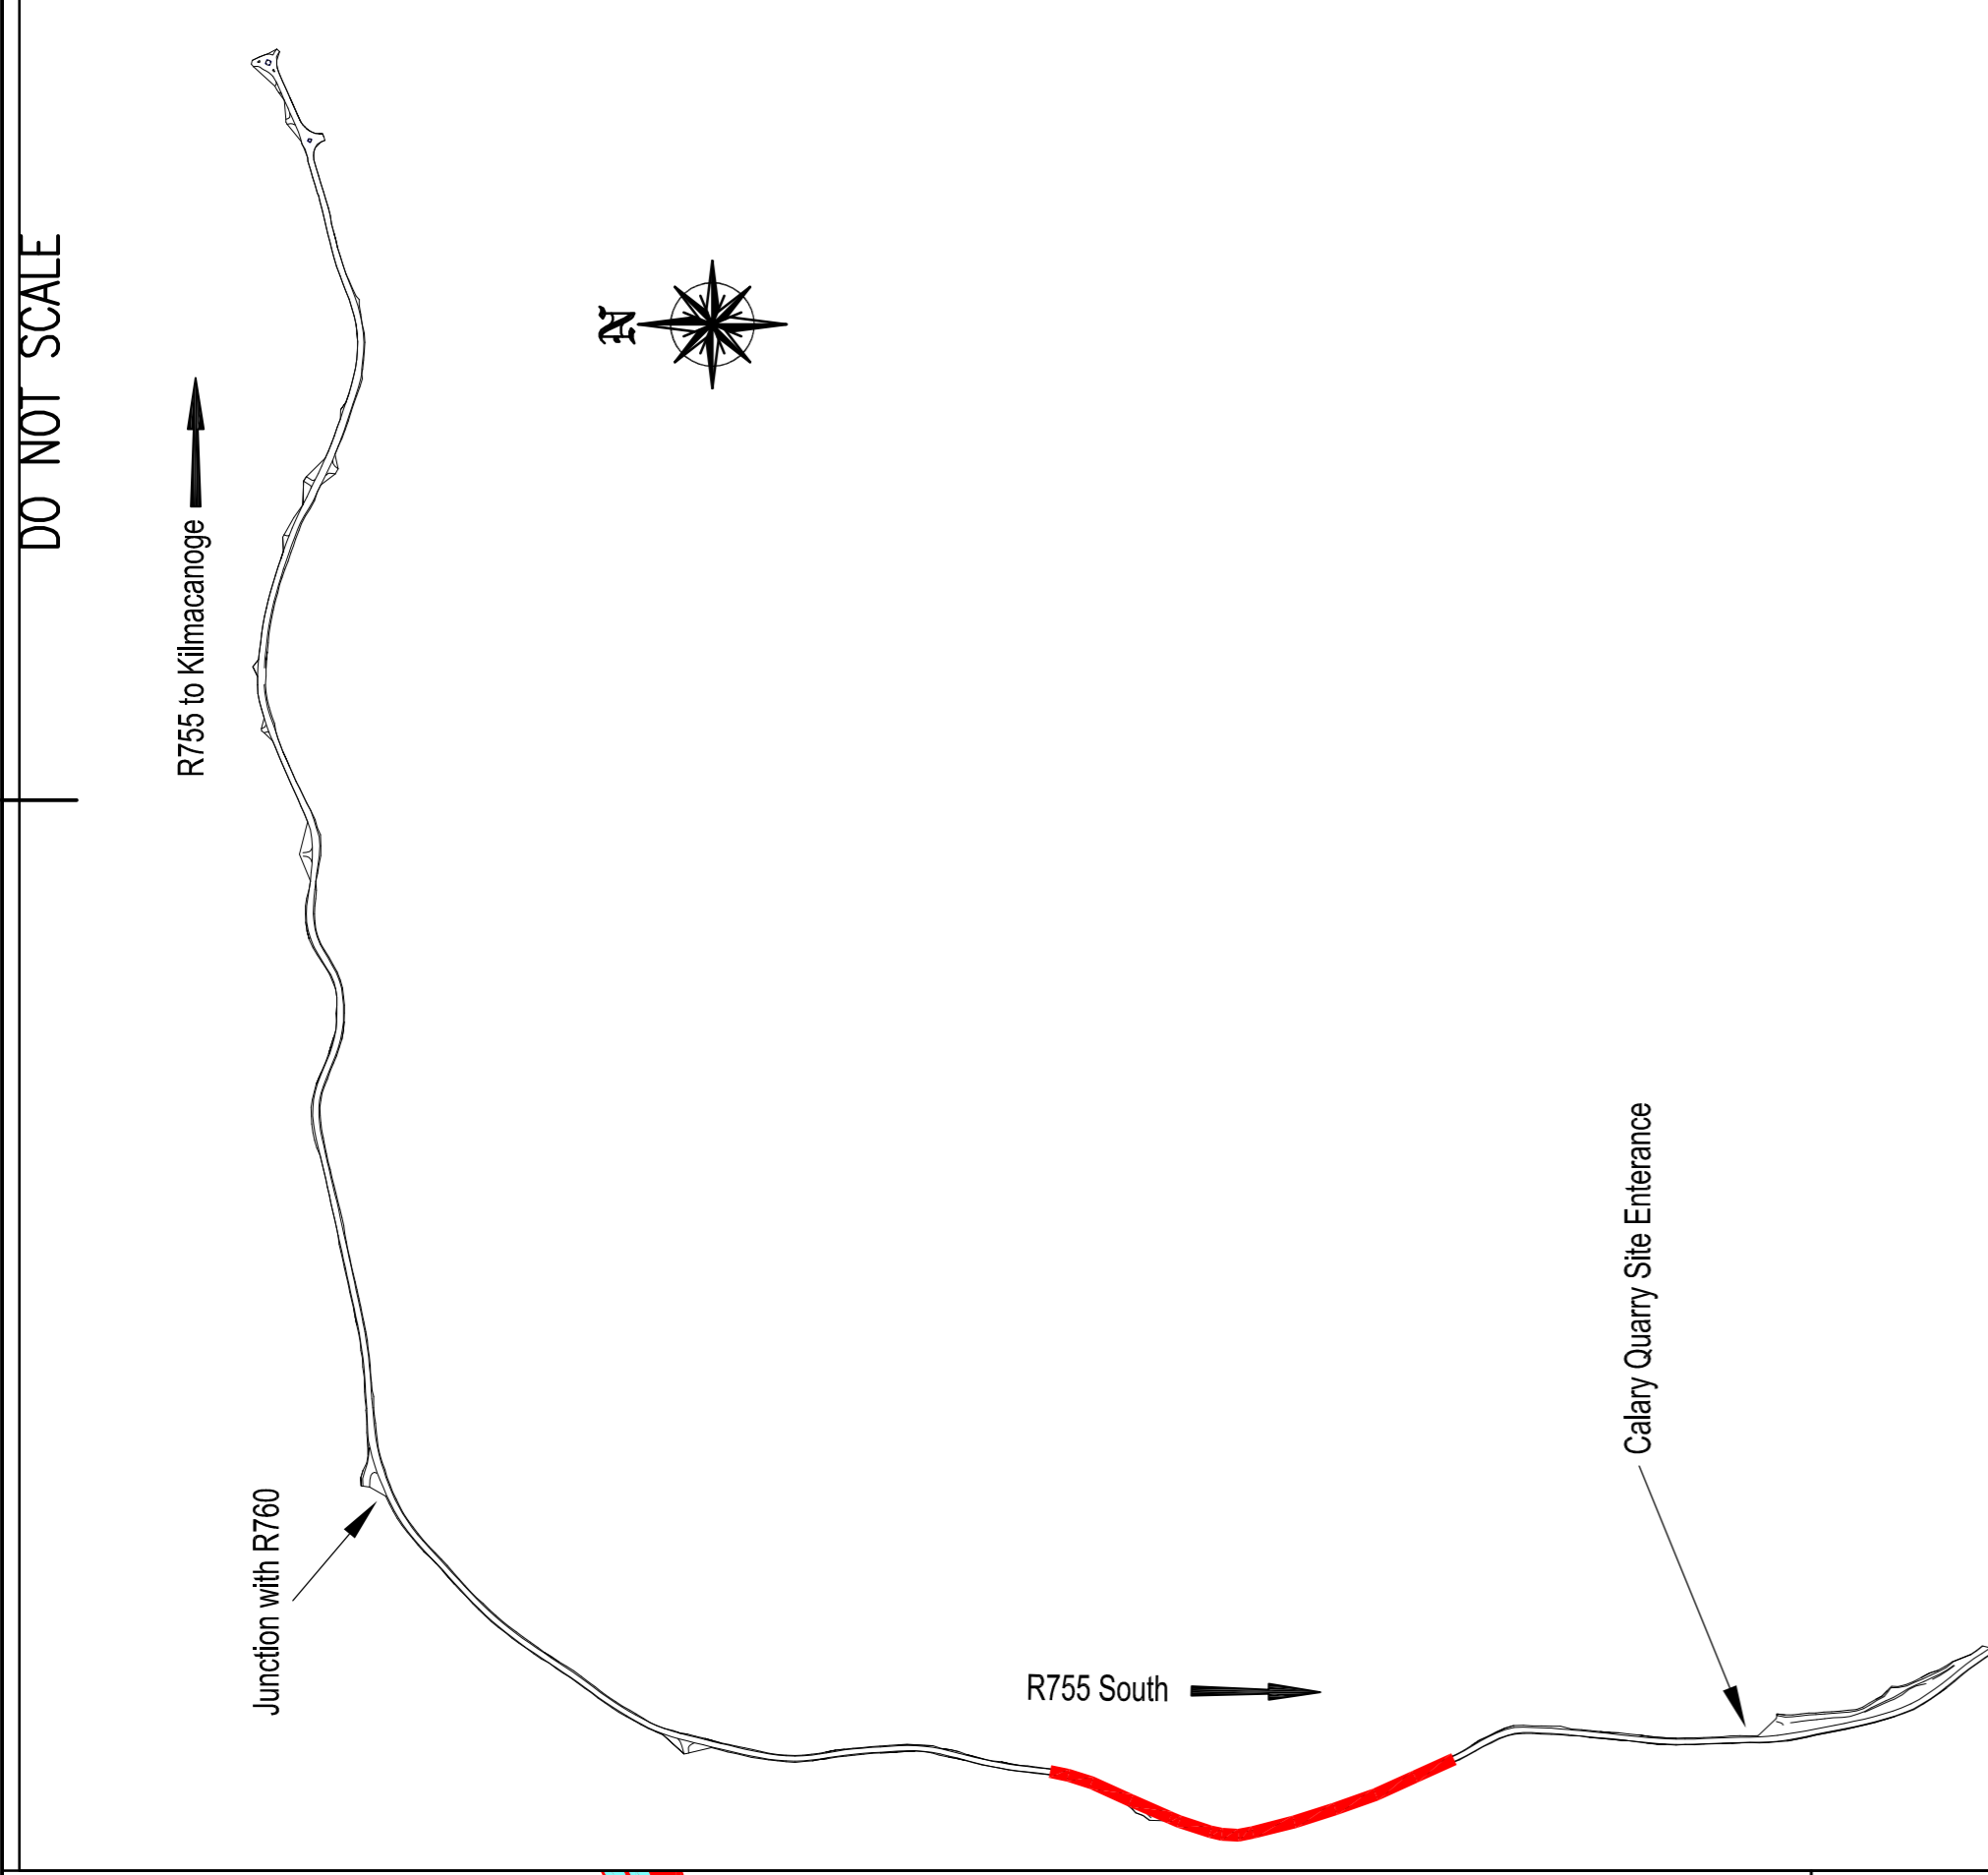 DO NOT SCALE
R755 to Kilmacanoge
N
Junction with R760
R755 South
Calary Quarry Site Enterance